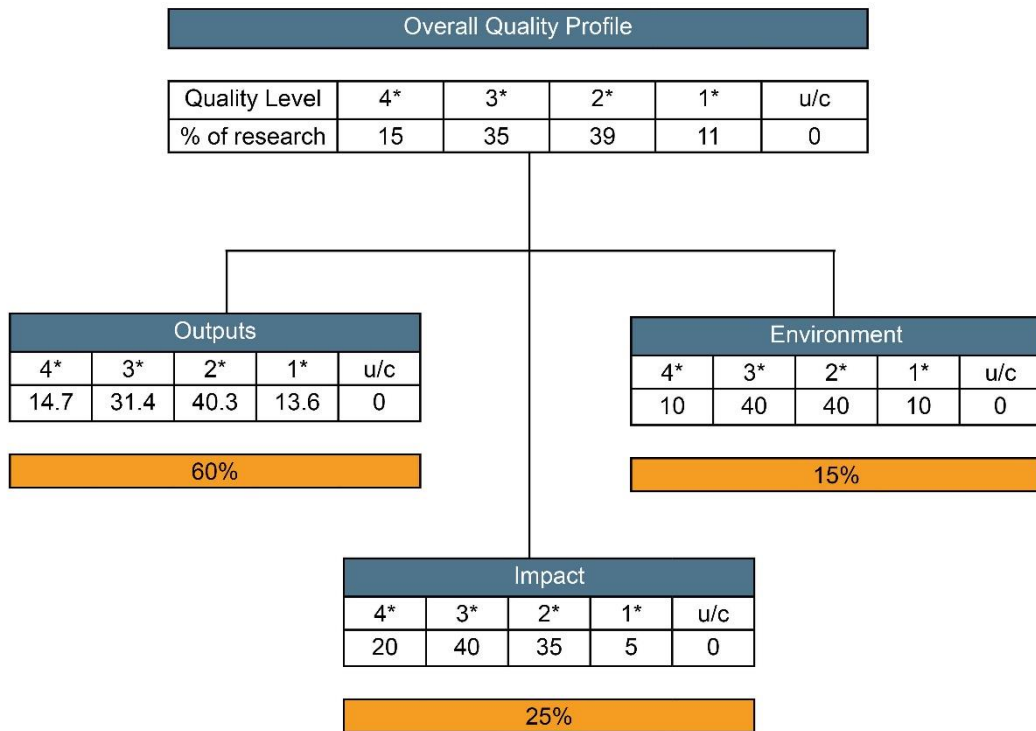 Overall Quality Profile
Quality Level 4* 3* 2* 1* u/c
% of research 15 35 39 11 0
Outputs
4* 3* 2* 1* u/c
14.7 31.4 40.3 13.6 0
60%
Environment
4* 3* 2* 1* u/c
10 40 40 10 0
15%
Impact
4* 3* 2* 1* u/c
20 40 35 5 0
25%